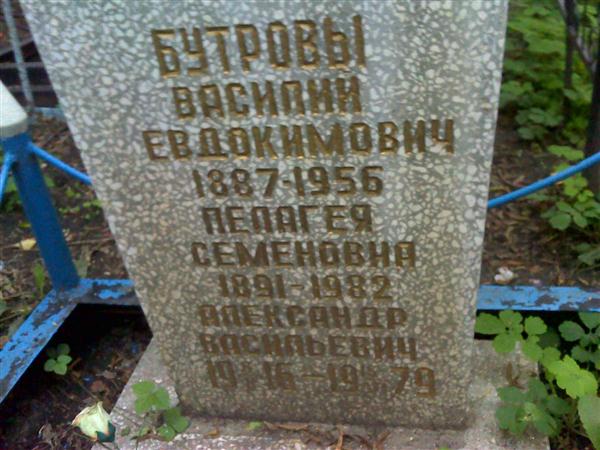 БУТРОВЫ
ВАСИЛИЙ
ЕВДОКИМОВИЧ
1887-1956
ПЕЛАГЕЯ
СЕМЕНОВНА
1891-1982
АЛЕКСАНДР
ВАСИЛЬЕВИЧ
1916-1979